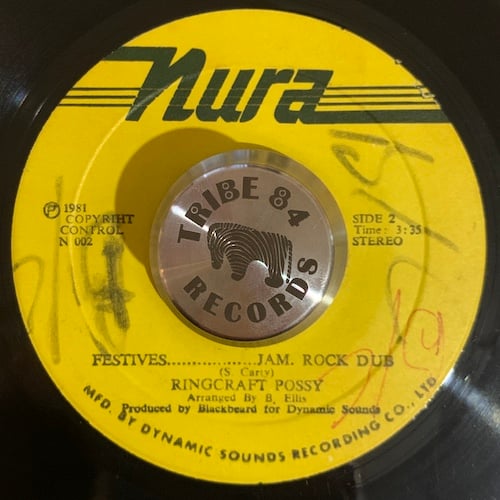 nura
℗ 1981
COPYRIHT
CONTROL
N 002
SIDE 2
Time: 3:35
STEREO
TRIBE 84
RECORDS
FESTIVES.................JAM. ROCK DUB
(S. Carty)
RINGCRAFT POSSY
Arranged By B. Ellis
Produced by Blackbeard for Dynamic Sounds
MFD. BY DYNAMIC SOUNDS RECORDING CO., LTD